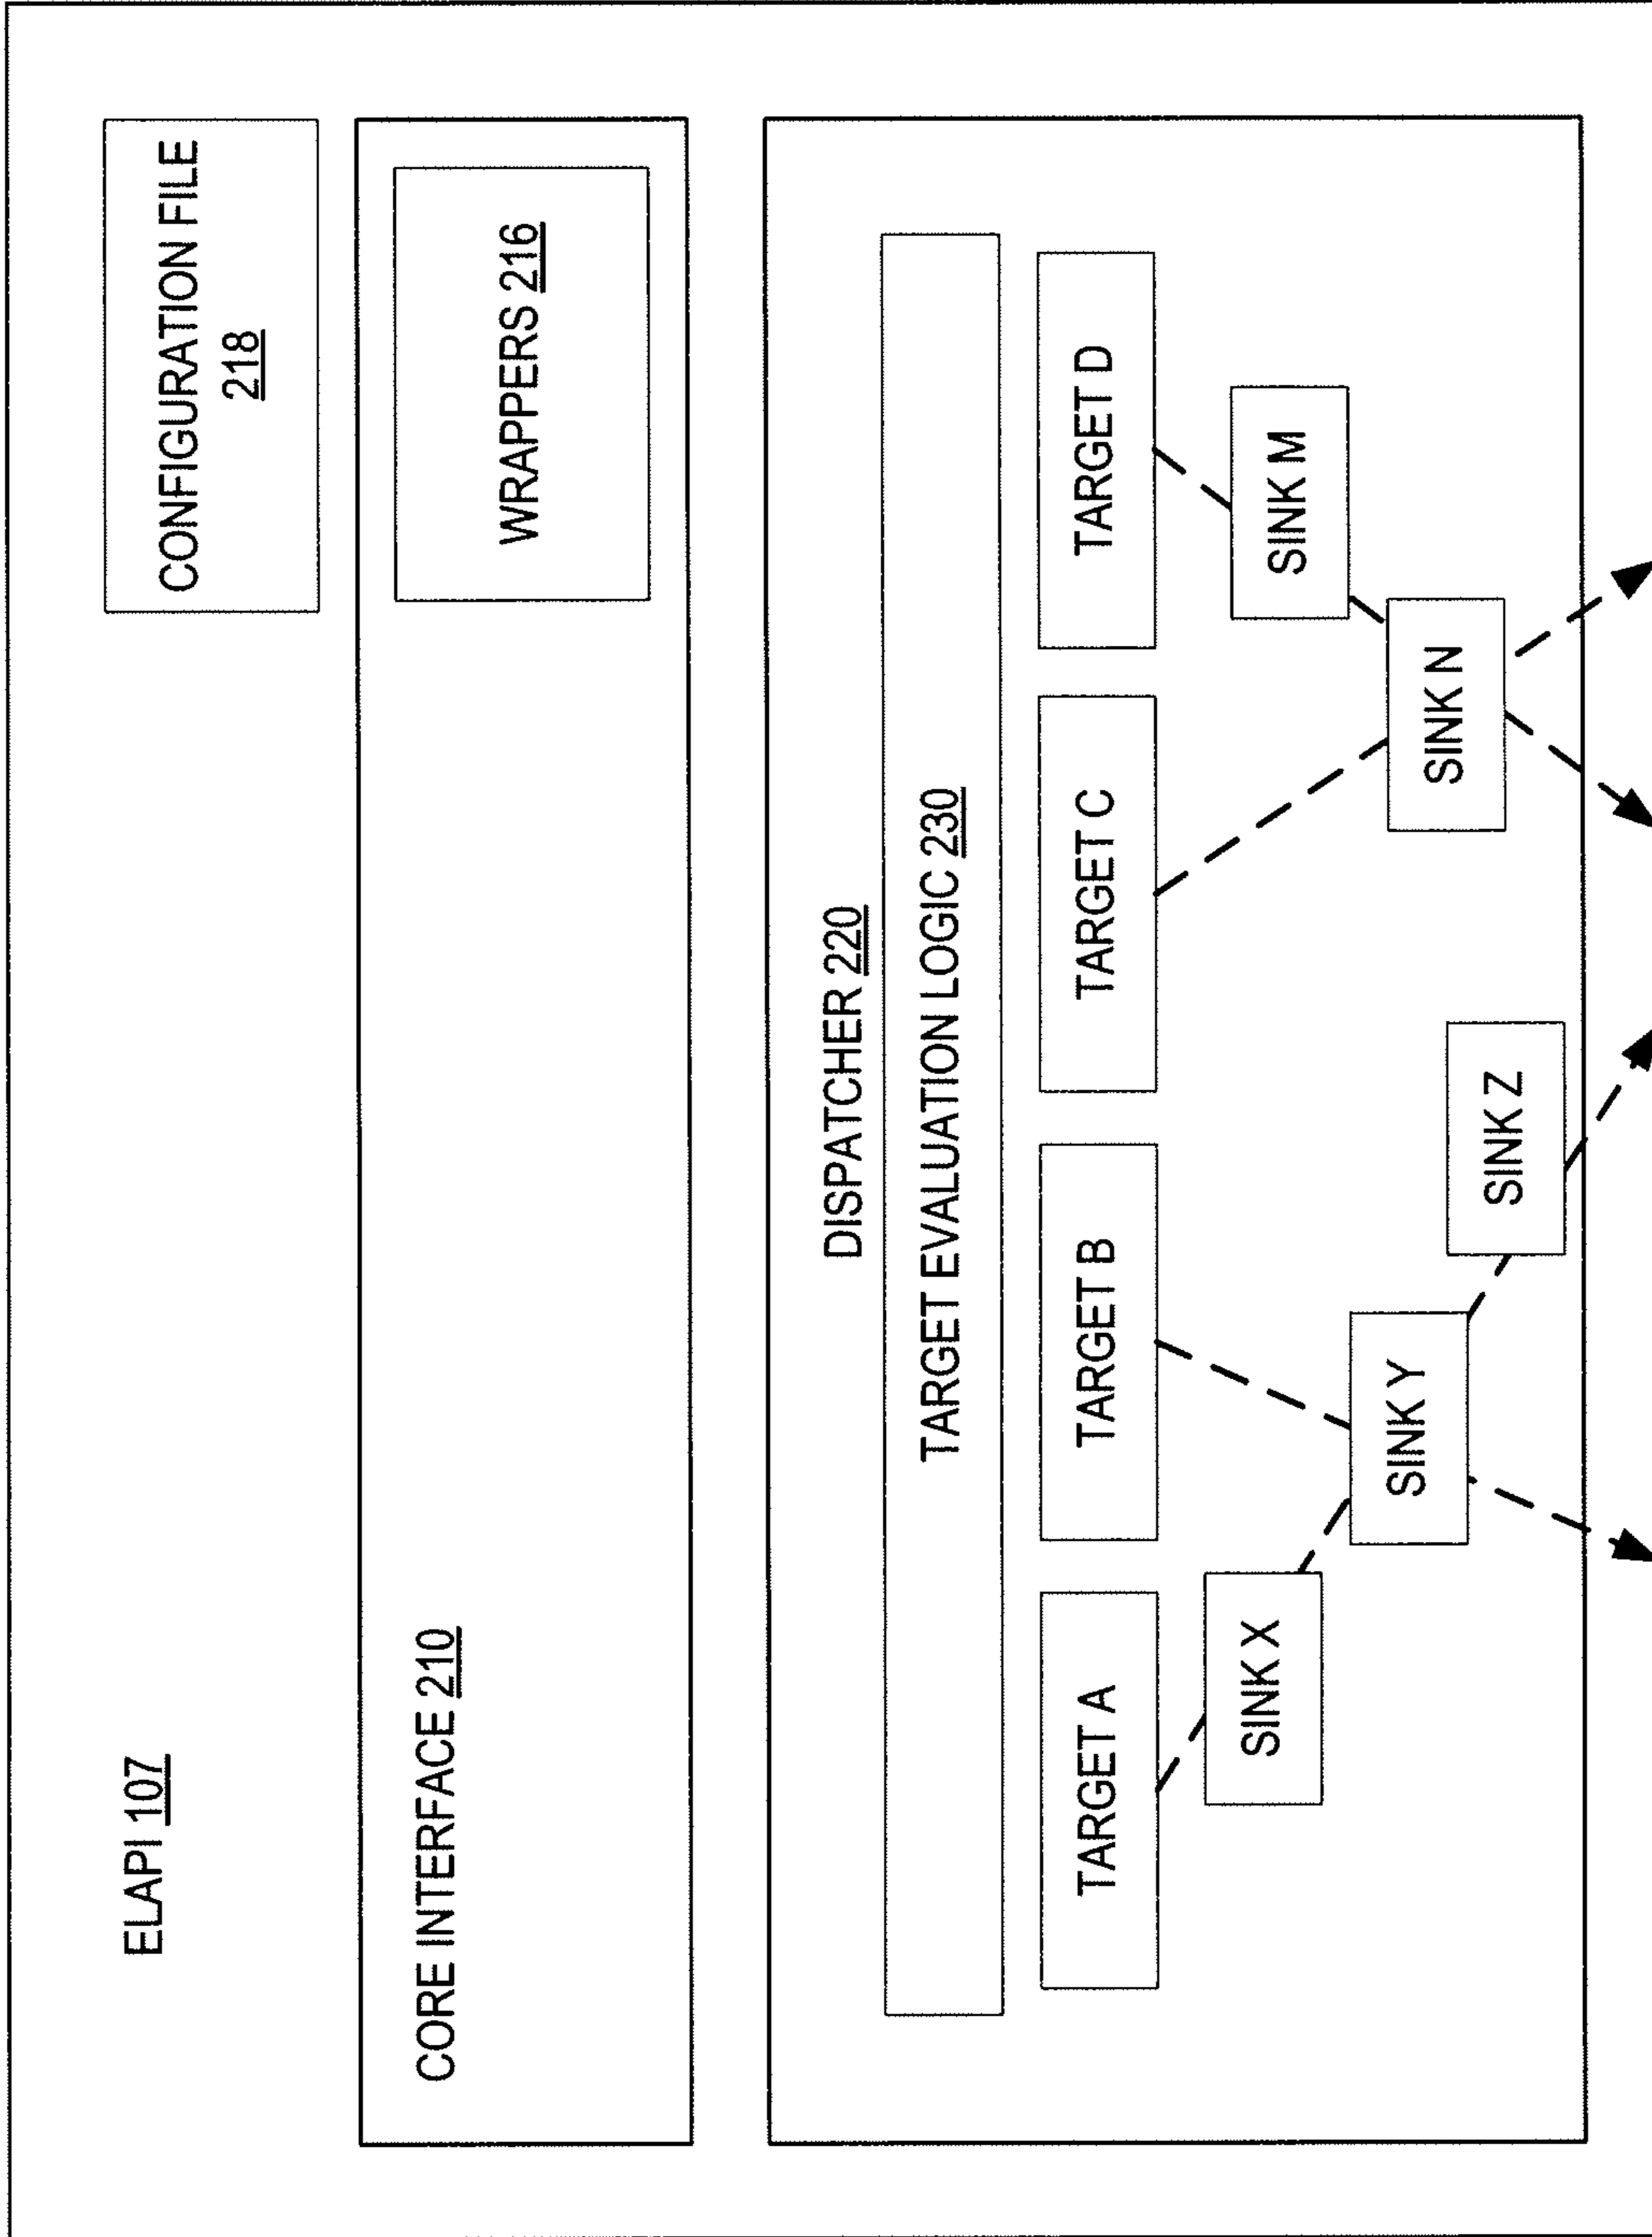 ELAPI 107
CONFIGURATION FILE
218
CORE INTERFACE 210
WRAPPERS 216
DISPATCHER 220
TARGET EVALUATION LOGIC 230
TARGET A
TARGET B
TARGET C
TARGET D
SINK X
SINK M
SINK Y
SINK N
SINK Z